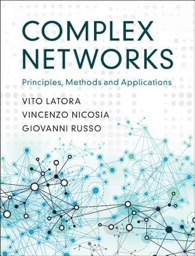 COMPLEX
NETWORKS
Principles, Methods and Applications
VITO LATORA
VINCENZO NICOSIA
GIOVANNI RUSSO